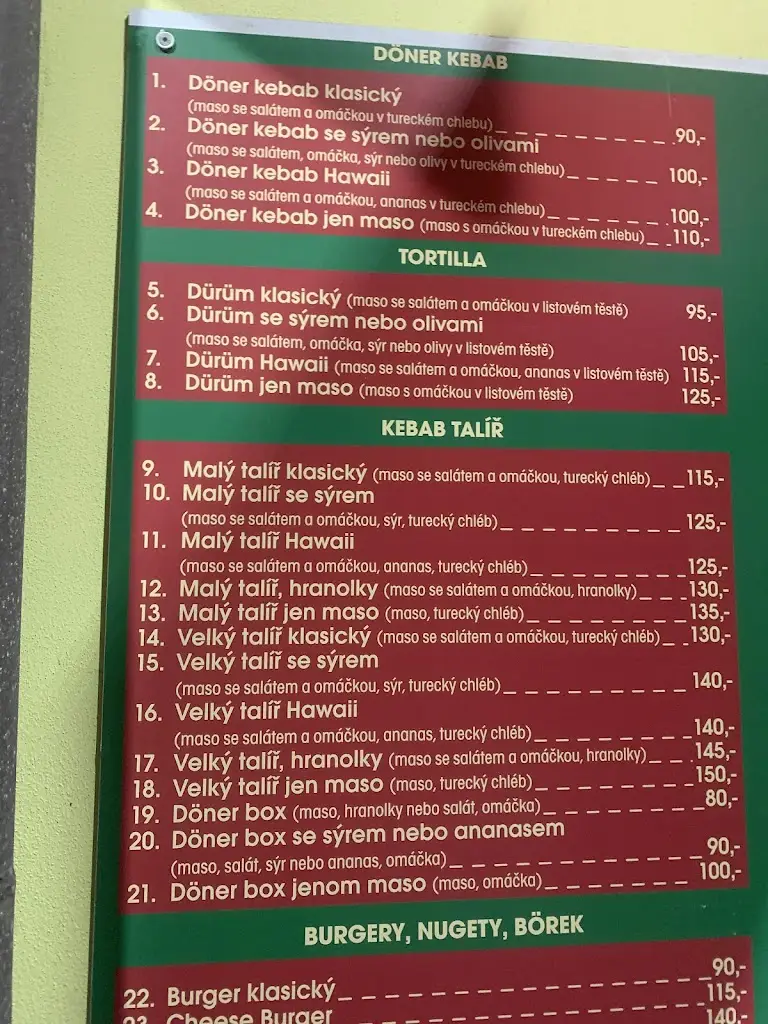 DÖNER KEBAB
1. Döner kebab klasický
(maso se salátem a omáčkou v tureckém chlebu)_ _ _ _ _ _ _ _ _ 90,-
2. Döner kebab se sýrem nebo olivami
(maso se salátem, omáčka, sýr nebo olivy v tureckém chlebu)_ _ _ _ _ 100,-
3. Döner kebab Hawaii
(maso se salátem a omáčkou, ananas v tureckém chlebu)_ _ _ _ _ _ 100,-
4. Döner kebab jen maso (maso s omáčkou v tureckém chlebu)_ _ 110,-
TORTILLA
5. Dürüm klasický (maso se salátem a omáčkou v listovém těstě) 95,-
6. Dürüm se sýrem nebo olivami
(maso se salátem, omáčka, sýr nebo olivy v listovém těstě) 105,-
7. Dürüm Hawaii (maso se salátem a omáčkou, ananas v listovém těstě) 115,-
8. Dürüm jen maso (maso s omáčkou v listovém těstě) 125,-
KEBAB TALÍŘ
9. Malý talíř klasický (maso se salátem a omáčkou, turecký chléb)_ _ 115,-
10. Malý talíř se sýrem
(maso se salátem a omáčkou, sýr, turecký chléb)_ _ _ _ _ _ _ _ 125,-
11. Malý talíř Hawaii
(maso se salátem a omáčkou, ananas, turecký chléb)_ _ _ _ _ _ _ 125,-
12. Malý talíř, hranolky (maso se salátem a omáčkou, hranolky)_ _ _ 130,-
13. Malý talíř jen maso (maso, turecký chléb)_ _ _ _ _ _ _ 135,-
14. Velký talíř klasický (maso se salátem a omáčkou, turecký chléb)_ _ 130,-
15. Velký talíř se sýrem
(maso se salátem a omáčkou, sýr, turecký chléb)_ _ _ _ _ _ _ _ 140,-
16. Velký talíř Hawaii
(maso se salátem a omáčkou, ananas, turecký chléb)_ _ _ _ _ _ _ 140,-
17. Velký talíř, hranolky (maso se salátem a omáčkou, hranolky)_ _ _ 145,-
18. Velký talíř jen maso (maso, turecký chléb)_ _ _ _ _ _ _ 150,-
19. Döner box (maso, hranolky nebo salát, omáčka)_ _ _ _ _ _ _ 80,-
20. Döner box se sýrem nebo ananasem
(maso, salát, sýr nebo ananas, omáčka)_ _ _ _ _ _ _ _ _ _ 90,-
21. Döner box jenom maso (maso, omáčka)_ _ _ _ _ _ 100,-
BURGERY, NUGETY, BÖREK
22. Burger klasický_ _ _ _ _ _ _ _ _ _ _ _ _ 90,-
23. Cheese Burger 115,-
140,-